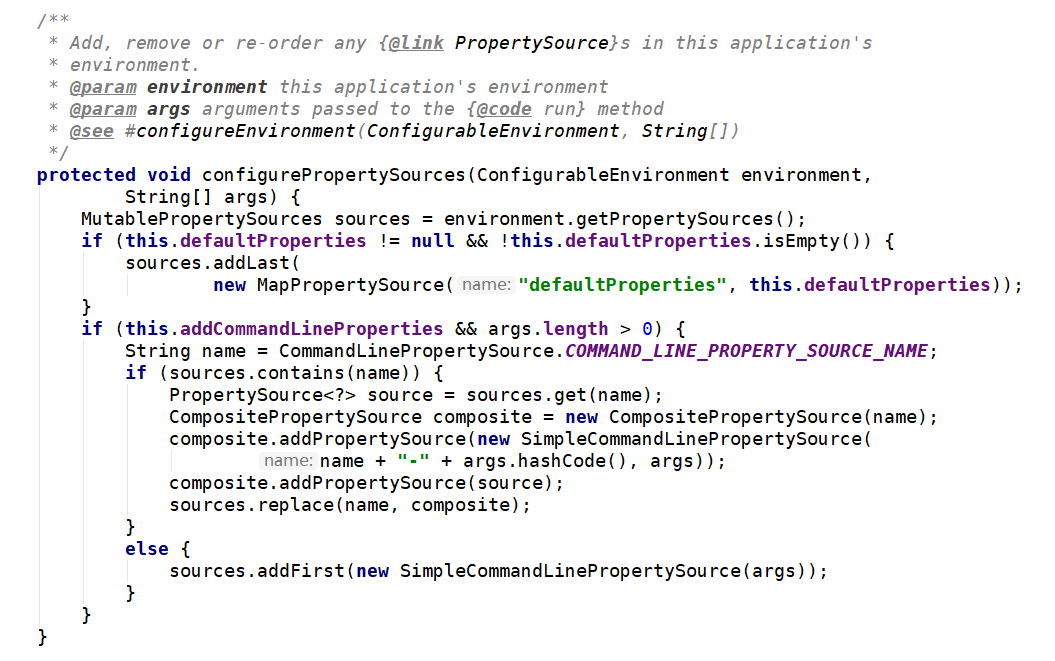 /**
 * Add, remove or re-order any {@link PropertySource}s in this application's
 * environment.
 * @param environment this application's environment
 * @param args arguments passed to the {@code run} method
 * @see #configureEnvironment(ConfigurableEnvironment, String[])
 */
protected void configurePropertySources(ConfigurableEnvironment environment,
        String[] args) {
    MutablePropertySources sources = environment.getPropertySources();
    if (this.defaultProperties != null && !this.defaultProperties.isEmpty()) {
        sources.addLast(
                new MapPropertySource( name: "defaultProperties", this.defaultProperties));
    }
    if (this.addCommandLineProperties && args.length > 0) {
        String name = CommandLinePropertySource.COMMAND_LINE_PROPERTY_SOURCE_NAME;
        if (sources.contains(name)) {
            PropertySource<?> source = sources.get(name);
            CompositePropertySource composite = new CompositePropertySource(name);
            composite.addPropertySource(new SimpleCommandLinePropertySource(
                    name: name + "-" + args.hashCode(), args));
            composite.addPropertySource(source);
            sources.replace(name, composite);
        }
        else {
            sources.addFirst(new SimpleCommandLinePropertySource(args));
        }
    }
}